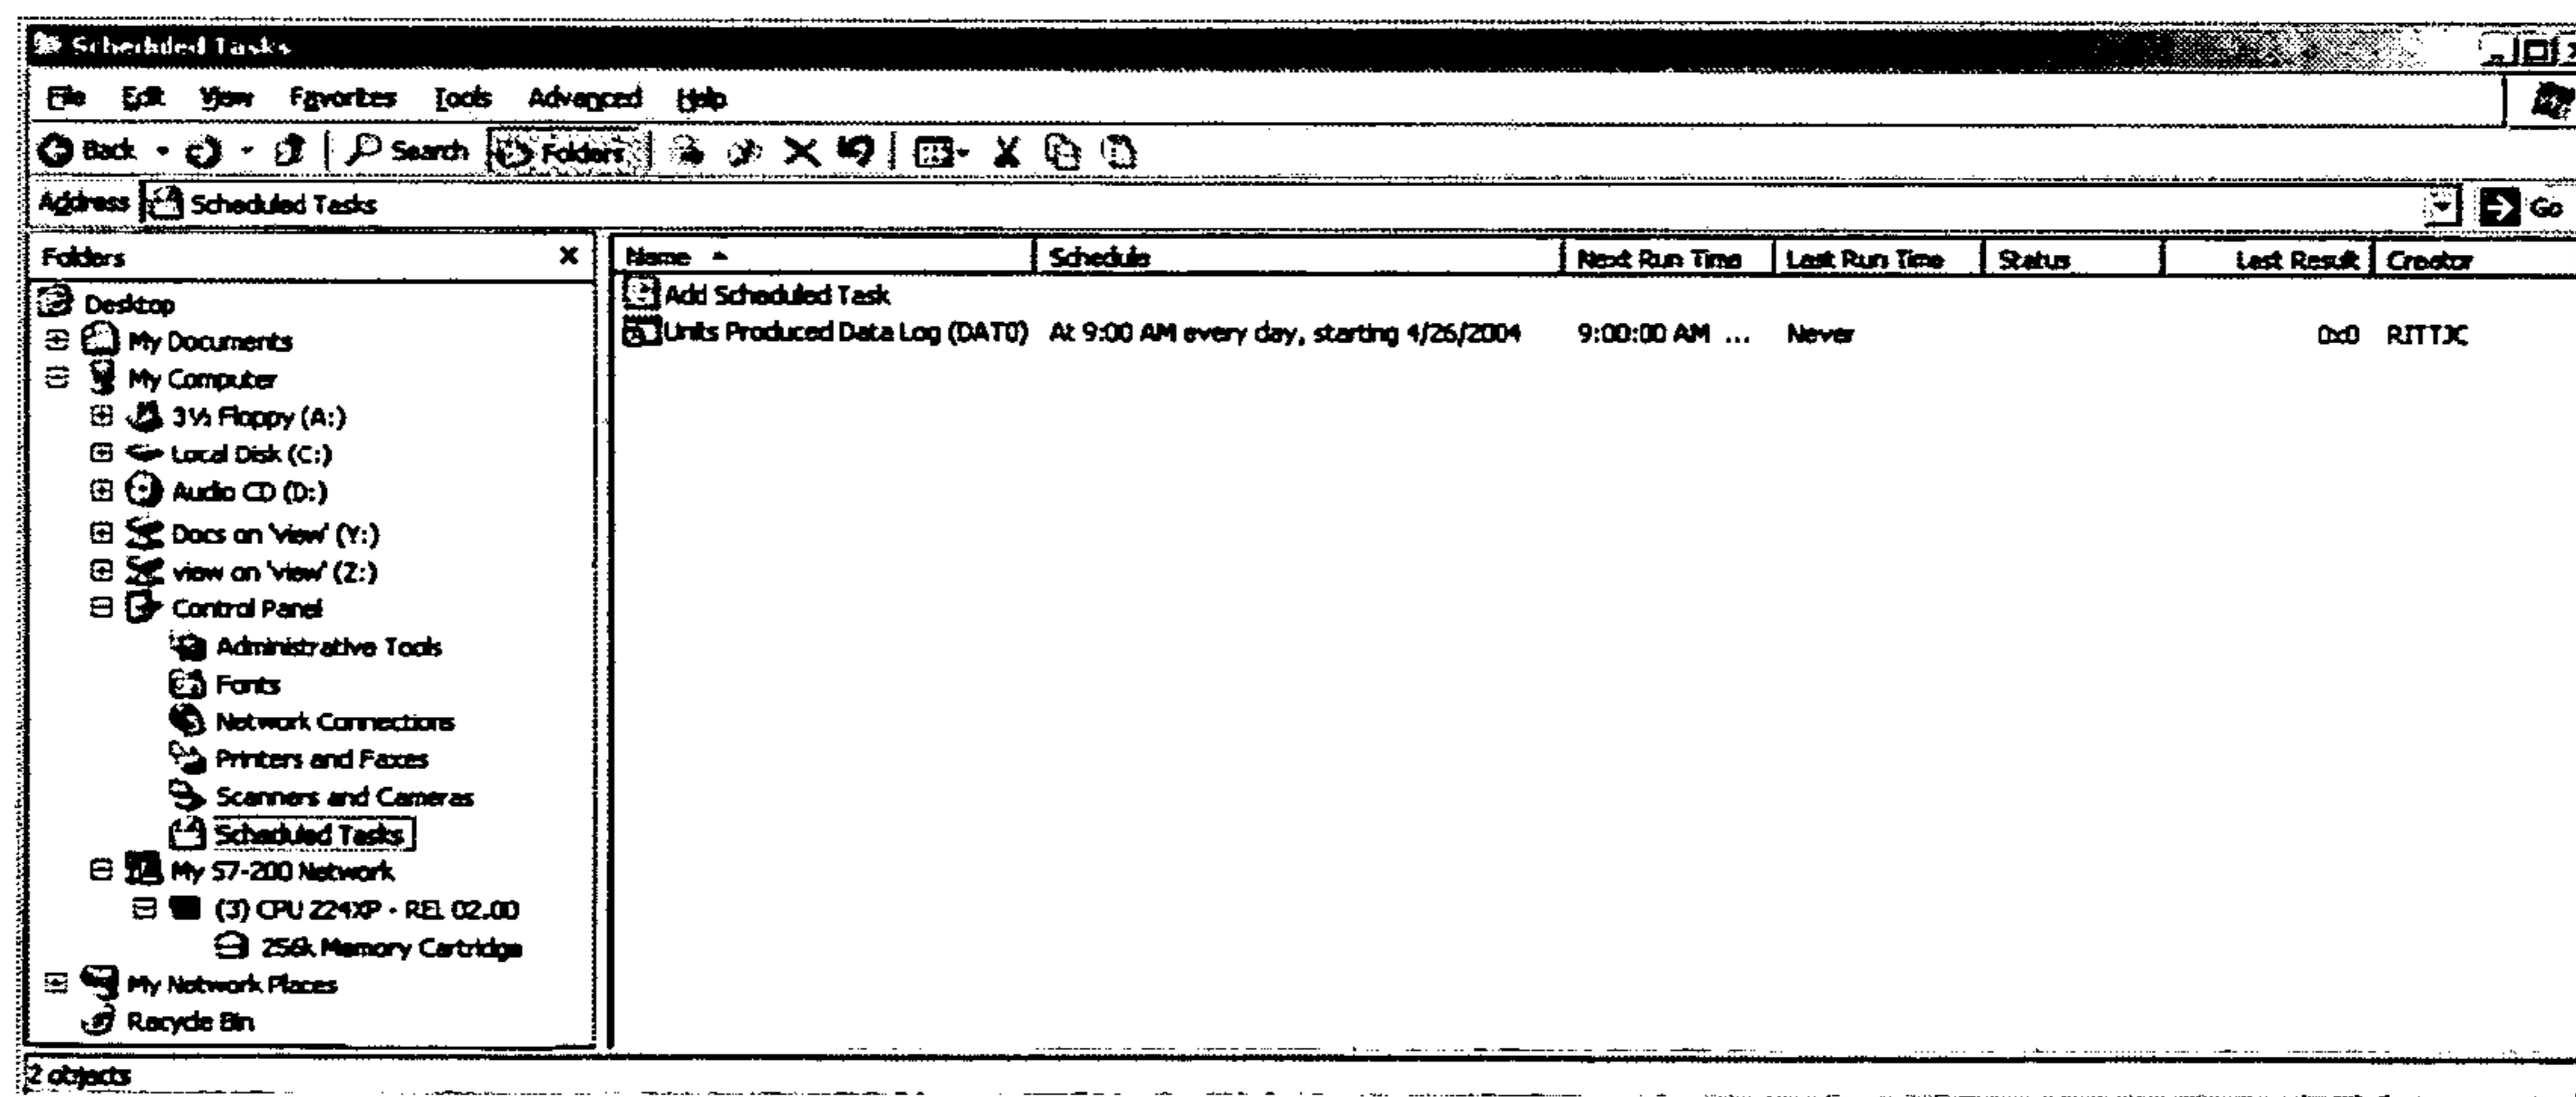 Scheduled Tasks
File Edit View Favorites Tools Advanced Help
Back Search Folders
Address Scheduled Tasks Go
Folders
Desktop
My Documents
My Computer
3½ Floppy (A:)
Local Disk (C:)
Audio CD (D:)
Docs on 'view' (Y:)
view on 'view' (Z:)
Control Panel
Administrative Tools
Fonts
Network Connections
Printers and Faxes
Scanners and Cameras
Scheduled Tasks
My S7-200 Network
(3) CPU 224XP - REL 02.00
256k Memory Cartridge
My Network Places
Recycle Bin
Name Schedule Next Run Time Last Run Time Status Last Result Creator
Add Scheduled Task
Units Produced Data Log (DAT0) At 9:00 AM every day, starting 4/26/2004 9:00:00 AM ... Never 0x0 RITTJC
2 objects